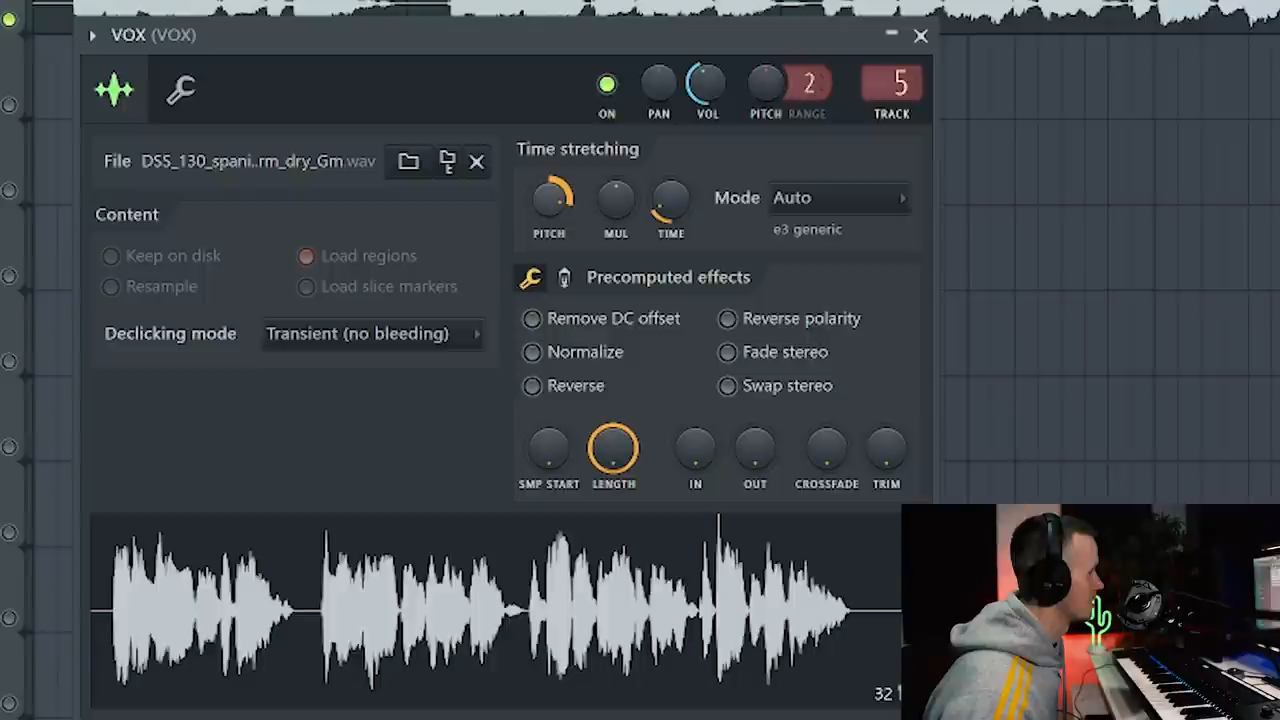 VOX (VOX)
ON
PAN
VOL
PITCH
RANGE
2
5
TRACK
File DSS_130_spani..rm_dry_Gm.wav
Content
Keep on disk
Load regions
Resample
Load slice markers
Declicking mode
Transient (no bleeding)
Time stretching
PITCH
MUL
TIME
Mode
Auto
e3 generic
Precomputed effects
Remove DC offset
Reverse polarity
Normalize
Fade stereo
Reverse
Swap stereo
SMP START
LENGTH
IN
OUT
CROSSFADE
TRIM
32